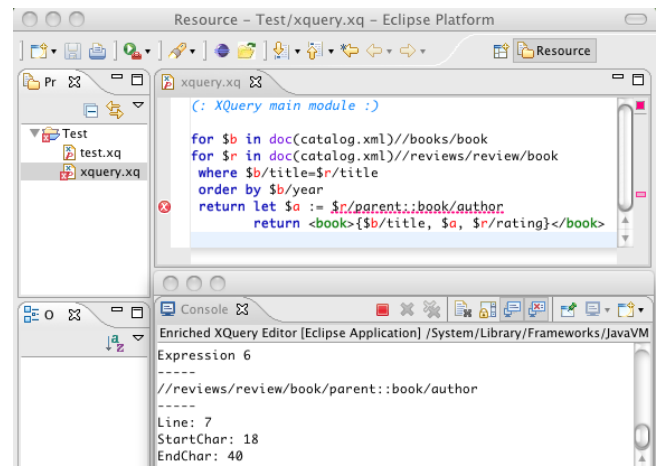 Resource – Test/xquery.xq – Eclipse Platform
Resource
Pr
xquery.xq
Test
test.xq
xquery.xq
(: XQuery main module :)
for $b in doc(catalog.xml)//books/book
for $r in doc(catalog.xml)//reviews/review/book
where $b/title=$r/title
order by $b/year
return let $a := $r/parent::book/author
return <book>{$b/title, $a, $r/rating}</book>
O
Console
Enriched XQuery Editor [Eclipse Application] /System/Library/Frameworks/JavaVM
Expression 6
-----
//reviews/review/book/parent::book/author
-----
Line: 7
StartChar: 18
EndChar: 40